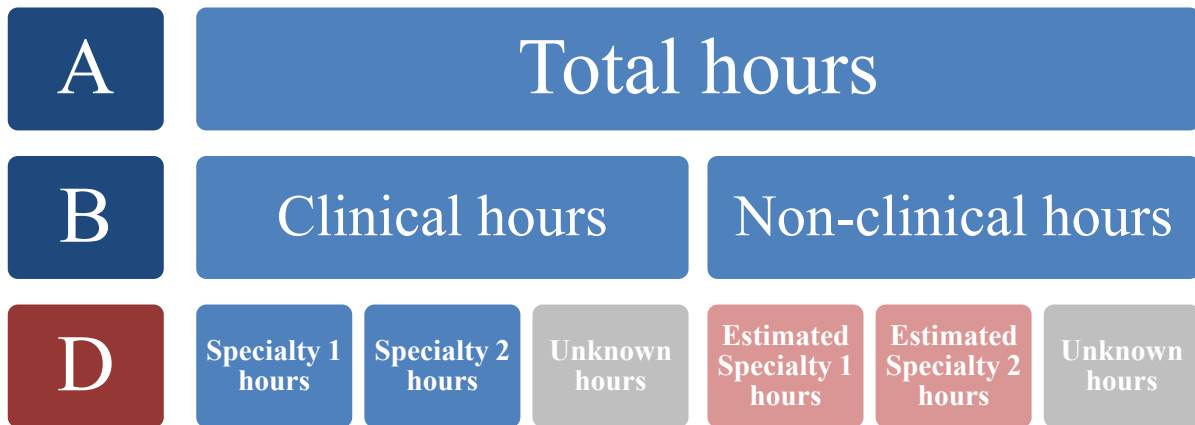 A
Total hours
B
Clinical hours
Non-clinical hours
D
Specialty 1
hours
Specialty 2
hours
Unknown
hours
Estimated
Specialty 1
hours
Estimated
Specialty 2
hours
Unknown
hours